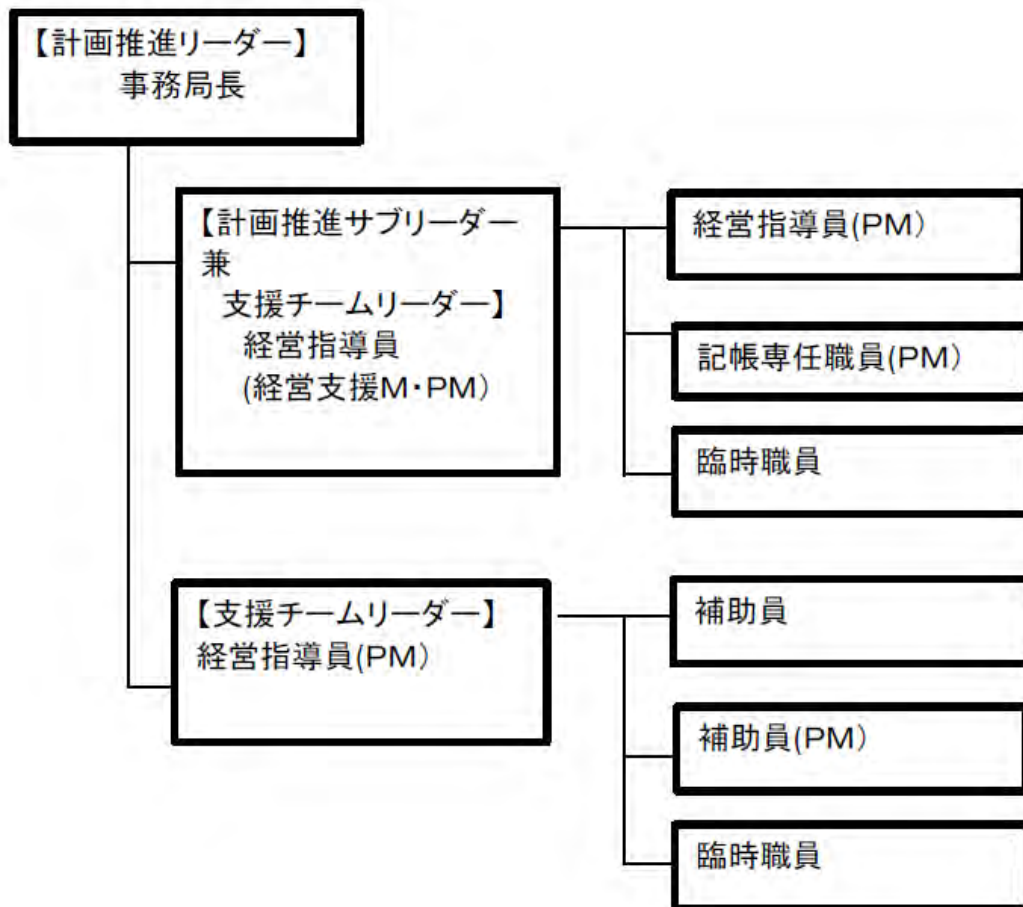 【計画推進リーダー】
事務局長
【計画推進サブリーダー
兼
支援チームリーダー】
経営指導員
(経営支援M・PM)
経営指導員(PM)
記帳専任職員(PM)
臨時職員
【支援チームリーダー】
経営指導員(PM)
補助員
補助員(PM)
臨時職員